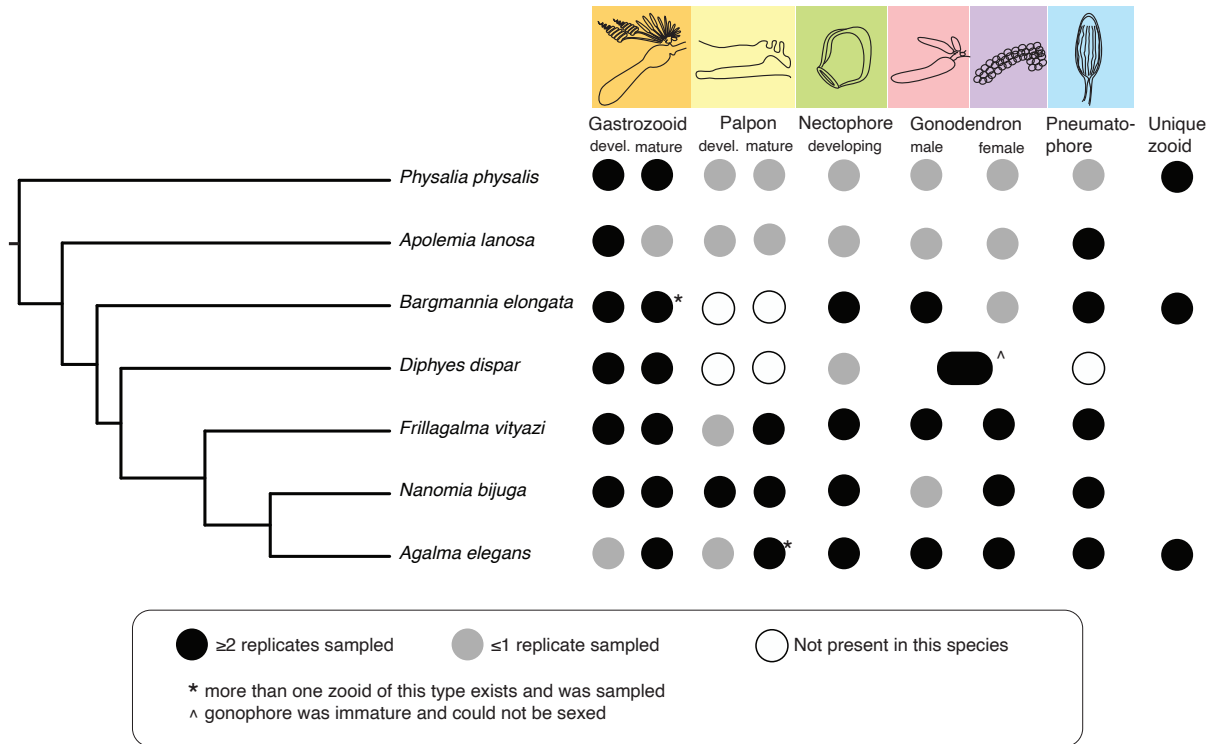 Gastrozooid Palpon Nectophore Gonodendron Pneumato-
phore Unique
zooid
devel. mature devel. mature developing male female
Physalia physalis
Apolemia lanosa
Bargmannia elongata *
Diphyes dispar ^
Frillagalma vityazi
Nanomia bijuga
Agalma elegans *
≥2 replicates sampled ≤1 replicate sampled Not present in this species
* more than one zooid of this type exists and was sampled
^ gonophore was immature and could not be sexed